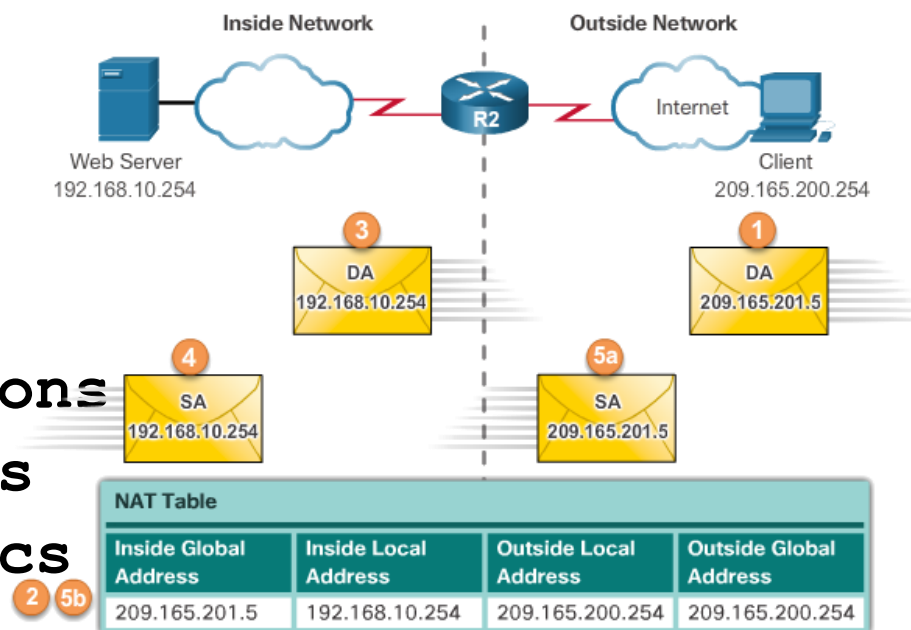 Inside Network
Outside Network
R2
Internet
Web Server
192.168.10.254
Client
209.165.200.254
3
DA
192.168.10.254
1
DA
209.165.201.5
4
SA
192.168.10.254
5a
SA
209.165.201.5
ons
s
cs
NAT Table
Inside Global Address
Inside Local Address
Outside Local Address
Outside Global Address
2 5b
209.165.201.5
192.168.10.254
209.165.200.254
209.165.200.254